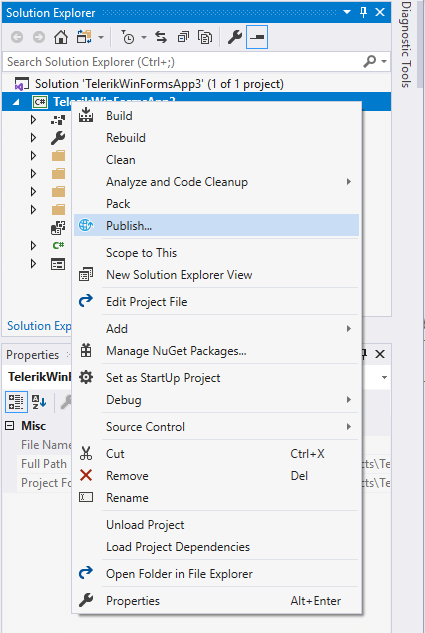 Solution Explorer
Search Solution Explorer (Ctrl+;)
Solution 'TelerikWinFormsApp3' (1 of 1 project)
C# TelerikWinFormsApp3
Build
Rebuild
Clean
Analyze and Code Cleanup
Pack
Publish...
Scope to This
New Solution Explorer View
Edit Project File
Add
Manage NuGet Packages...
Set as StartUp Project
Debug
Source Control
Cut Ctrl+X
Remove Del
Rename
Unload Project
Load Project Dependencies
Open Folder in File Explorer
Properties Alt+Enter
C#
Solution Explo
Properties
TelerikWinF
Misc
File Name
Full Path cts\Te
Project Fo cts\Te
Diagnostic Tools